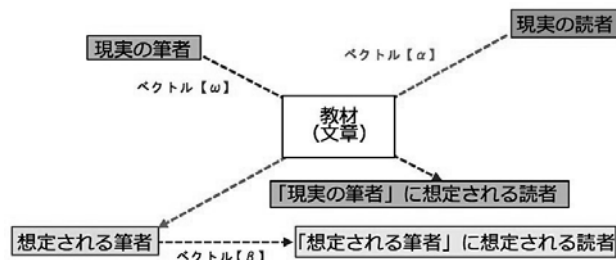 現実の読者
現実の筆者
ベクトル【α】
ベクトル【ω】
教材
（文章）
「現実の筆者」に想定される読者
想定される筆者
「想定される筆者」に想定される読者
ベクトル【β】